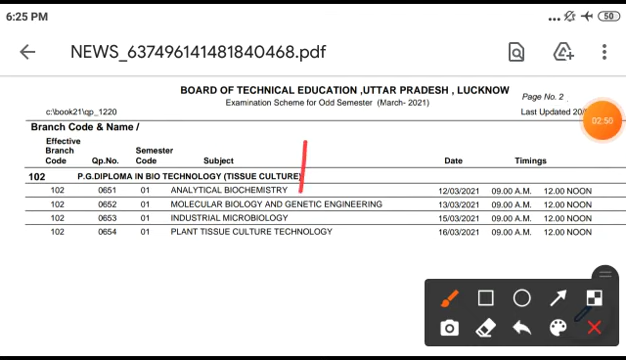 6:25 PM
50
NEWS_637496141481840468.pdf
BOARD OF TECHNICAL EDUCATION ,UTTAR PRADESH , LUCKNOW
Examination Scheme for Odd Semester (March- 2021)
Page No. 2
c:\book21\qp_1220
Last Updated 20/
02:50
Branch Code & Name /
Effective Branch Code Qp.No. Semester Code Subject Date Timings
102 P.G.DIPLOMA IN BIO TECHNOLOGY (TISSUE CULTURE)
102 0651 01 ANALYTICAL BIOCHEMISTRY 12/03/2021 09.00 A.M. 12.00 NOON
102 0652 01 MOLECULAR BIOLOGY AND GENETIC ENGINEERING 13/03/2021 09.00 A.M. 12.00 NOON
102 0653 01 INDUSTRIAL MICROBIOLOGY 15/03/2021 09.00 A.M. 12.00 NOON
102 0654 01 PLANT TISSUE CULTURE TECHNOLOGY 16/03/2021 09.00 A.M. 12.00 NOON